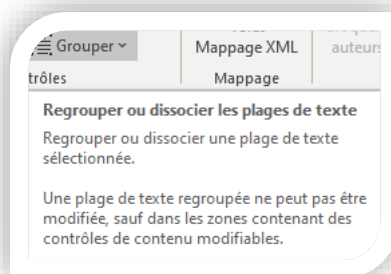 Grouper
Mappage XML
auteurs
trôles
Mappage
Regrouper ou dissocier les plages de texte
Regrouper ou dissocier une plage de texte
sélectionnée.
Une plage de texte regroupée ne peut pas être
modifiée, sauf dans les zones contenant des
contrôles de contenu modifiables.